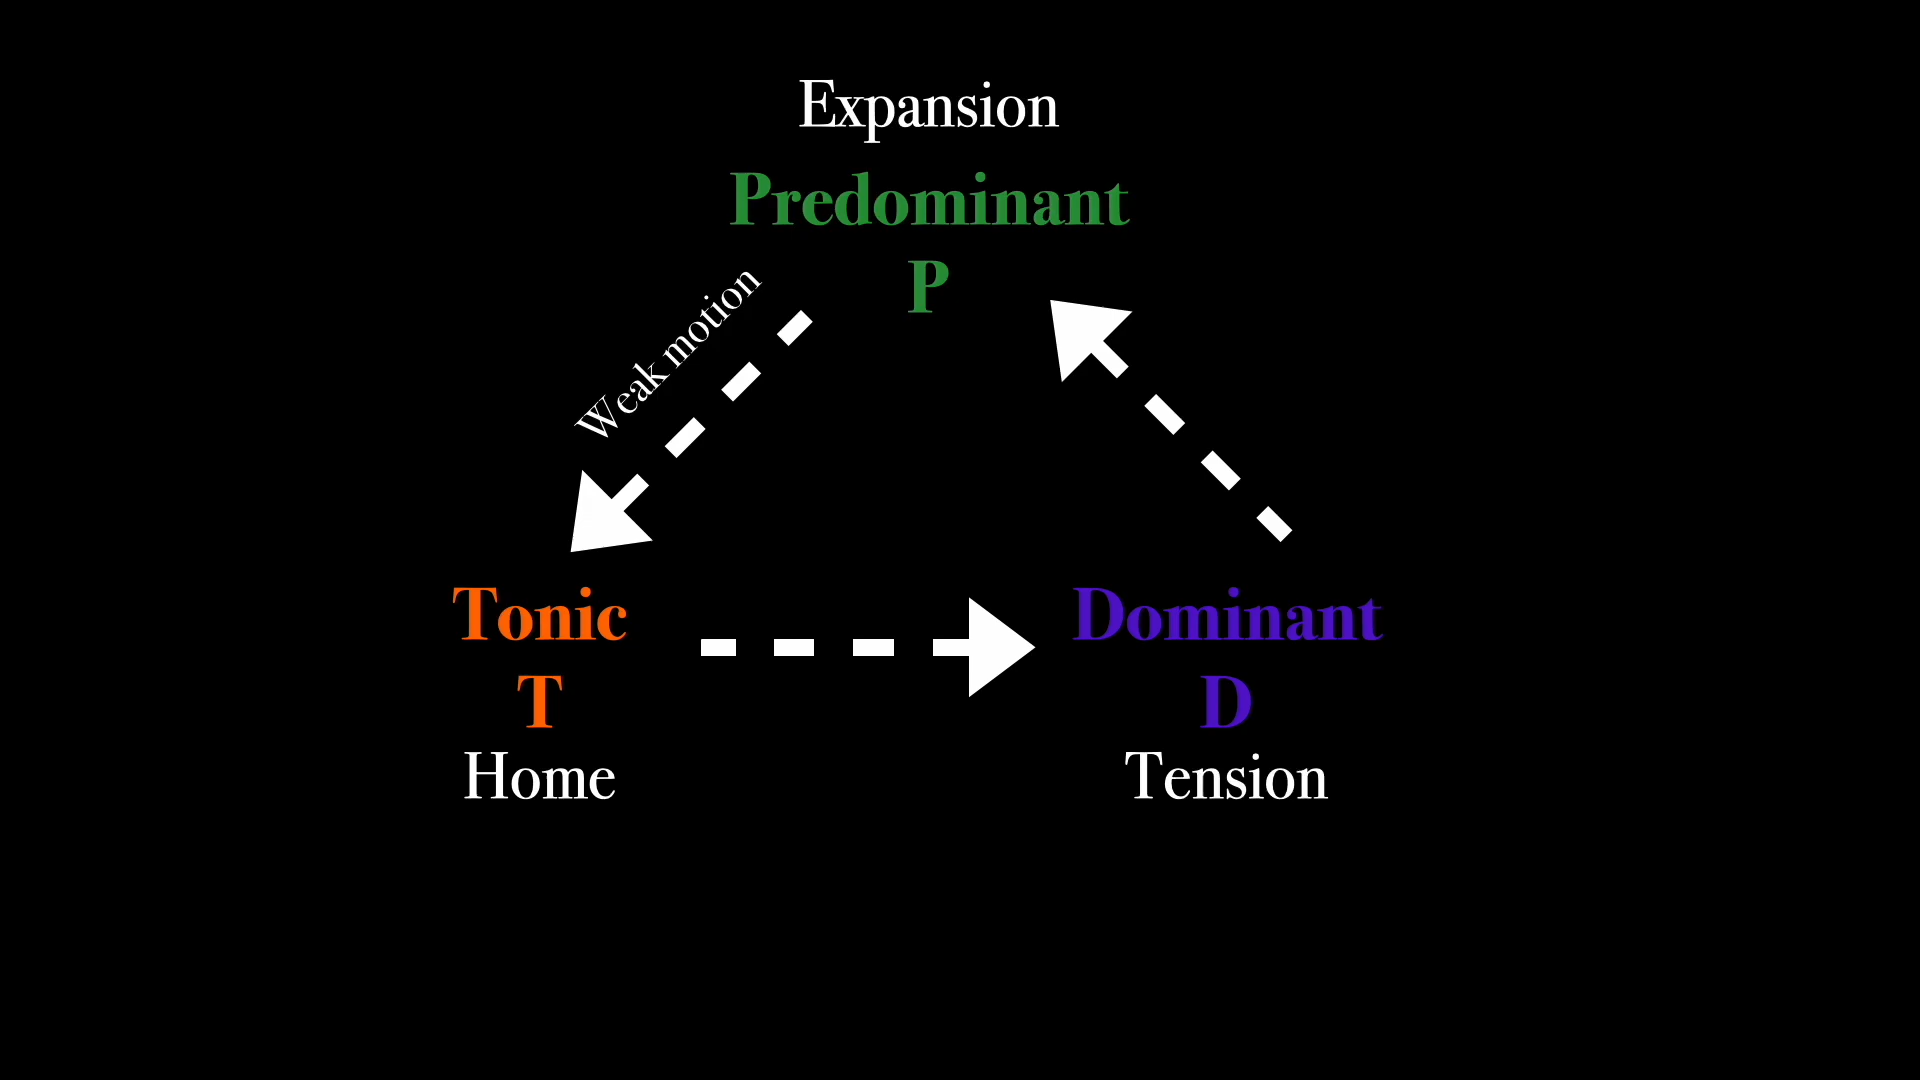 Expansion
Predominant
P
Weak motion
Tonic
T
Home
Dominant
D
Tension